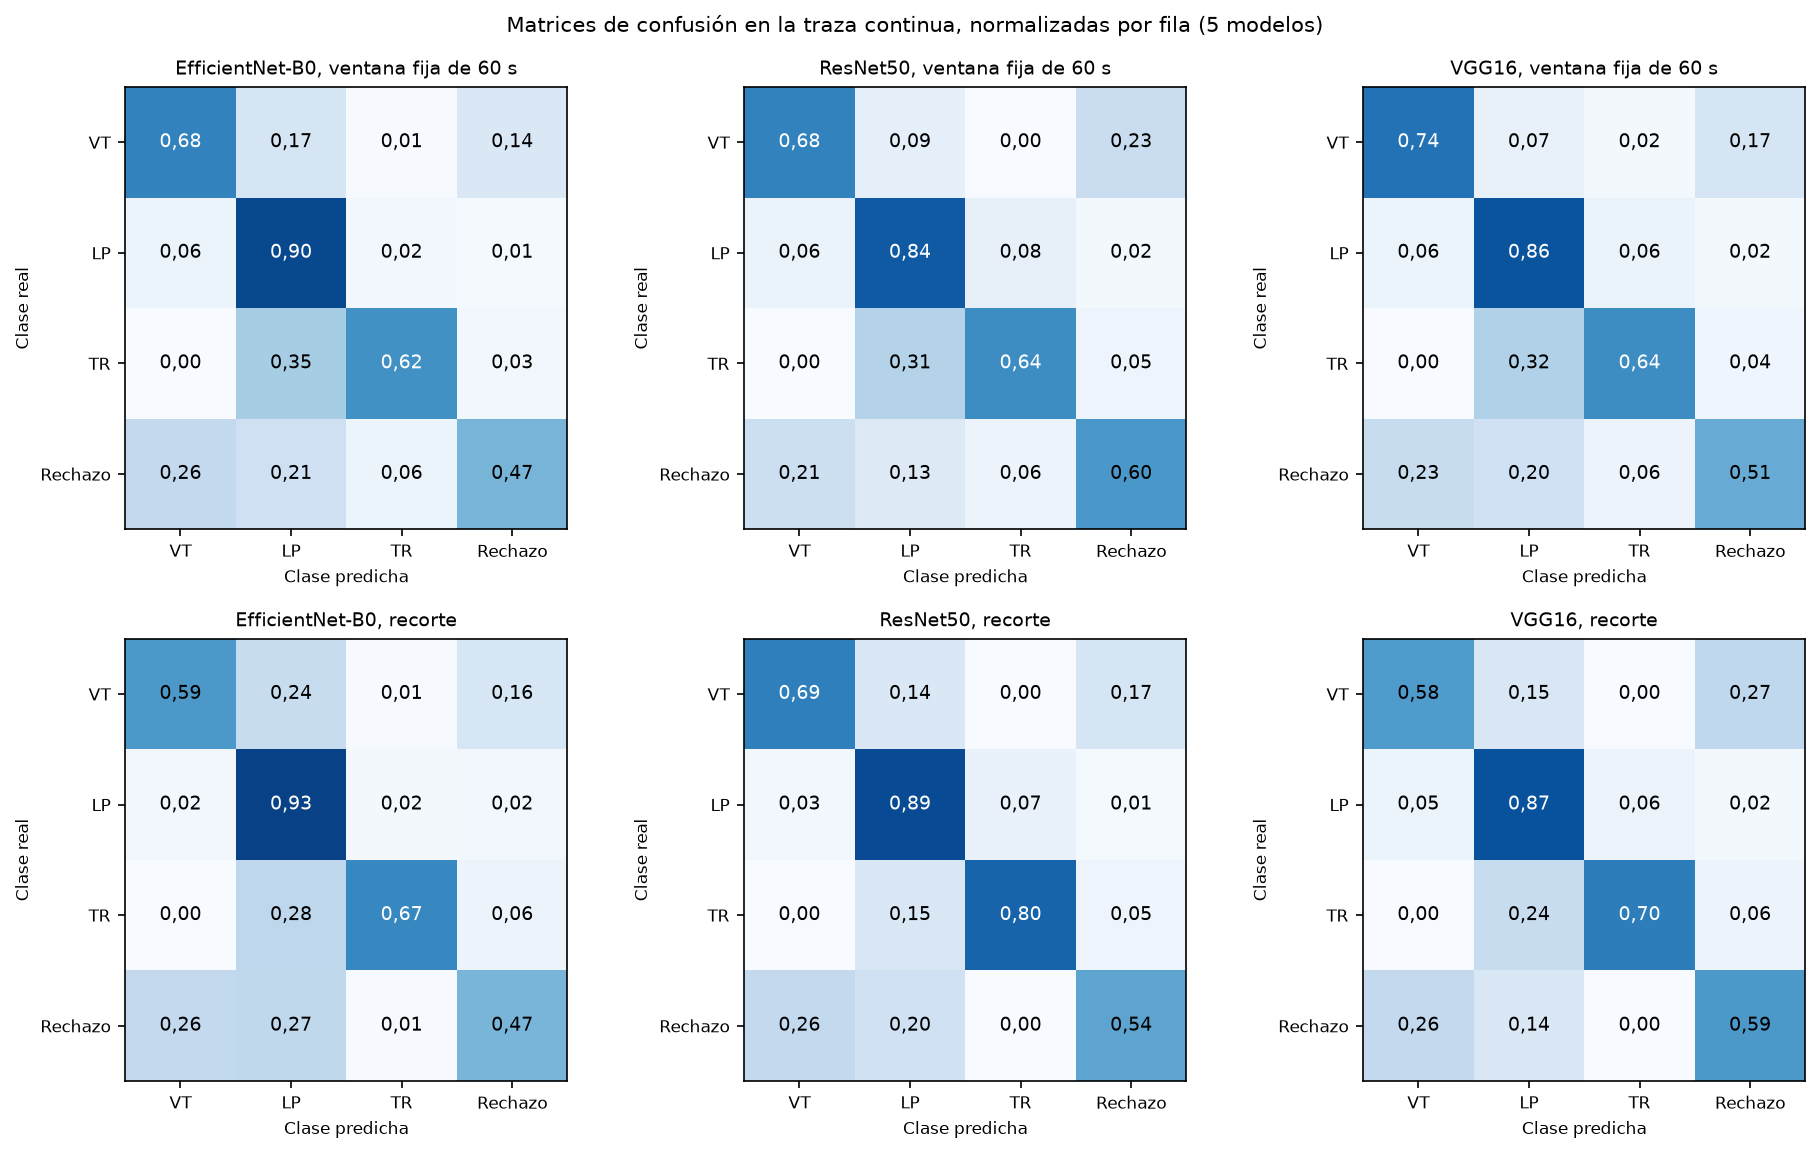 Matrices de confusión en la traza continua, normalizadas por fila (5 modelos)
EfficientNet-B0, ventana fija de 60 s
Clase real
VT 0,68 0,17 0,01 0,14
LP 0,06 0,90 0,02 0,01
TR 0,00 0,35 0,62 0,03
Rechazo 0,26 0,21 0,06 0,47
VT LP TR Rechazo
Clase predicha
ResNet50, ventana fija de 60 s
Clase real
VT 0,68 0,09 0,00 0,23
LP 0,06 0,84 0,08 0,02
TR 0,00 0,31 0,64 0,05
Rechazo 0,21 0,13 0,06 0,60
VT LP TR Rechazo
Clase predicha
VGG16, ventana fija de 60 s
Clase real
VT 0,74 0,07 0,02 0,17
LP 0,06 0,86 0,06 0,02
TR 0,00 0,32 0,64 0,04
Rechazo 0,23 0,20 0,06 0,51
VT LP TR Rechazo
Clase predicha
EfficientNet-B0, recorte
Clase real
VT 0,59 0,24 0,01 0,16
LP 0,02 0,93 0,02 0,02
TR 0,00 0,28 0,67 0,06
Rechazo 0,26 0,27 0,01 0,47
VT LP TR Rechazo
Clase predicha
ResNet50, recorte
Clase real
VT 0,69 0,14 0,00 0,17
LP 0,03 0,89 0,07 0,01
TR 0,00 0,15 0,80 0,05
Rechazo 0,26 0,20 0,00 0,54
VT LP TR Rechazo
Clase predicha
VGG16, recorte
Clase real
VT 0,58 0,15 0,00 0,27
LP 0,05 0,87 0,06 0,02
TR 0,00 0,24 0,70 0,06
Rechazo 0,26 0,14 0,00 0,59
VT LP TR Rechazo
Clase predicha